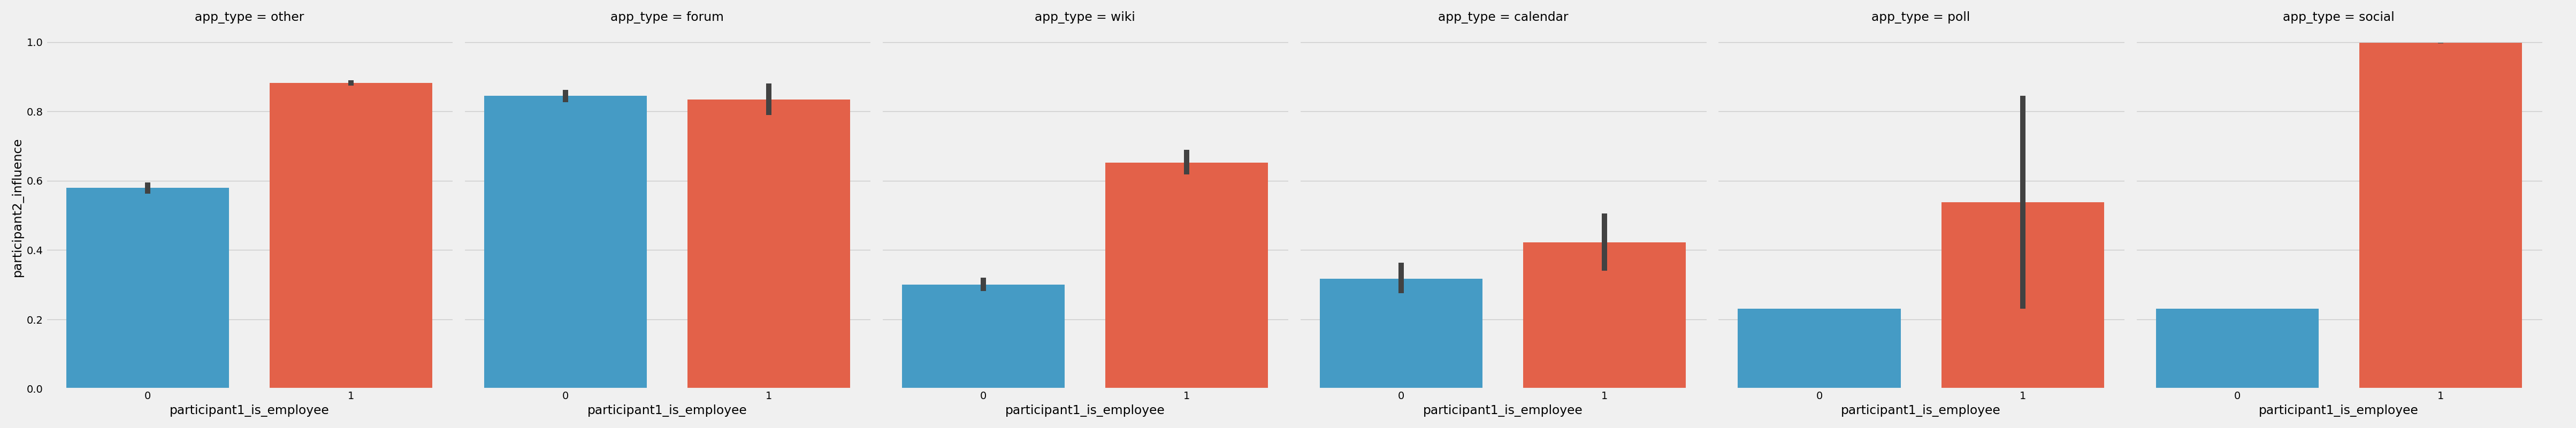 app_type = other
app_type = forum
app_type = wiki
app_type = calendar
app_type = poll
app_type = social
participant2_influence
1.0
0.8
0.6
0.4
0.2
0.0
0
1
0
1
0
1
0
1
0
1
0
1
participant1_is_employee
participant1_is_employee
participant1_is_employee
participant1_is_employee
participant1_is_employee
participant1_is_employee